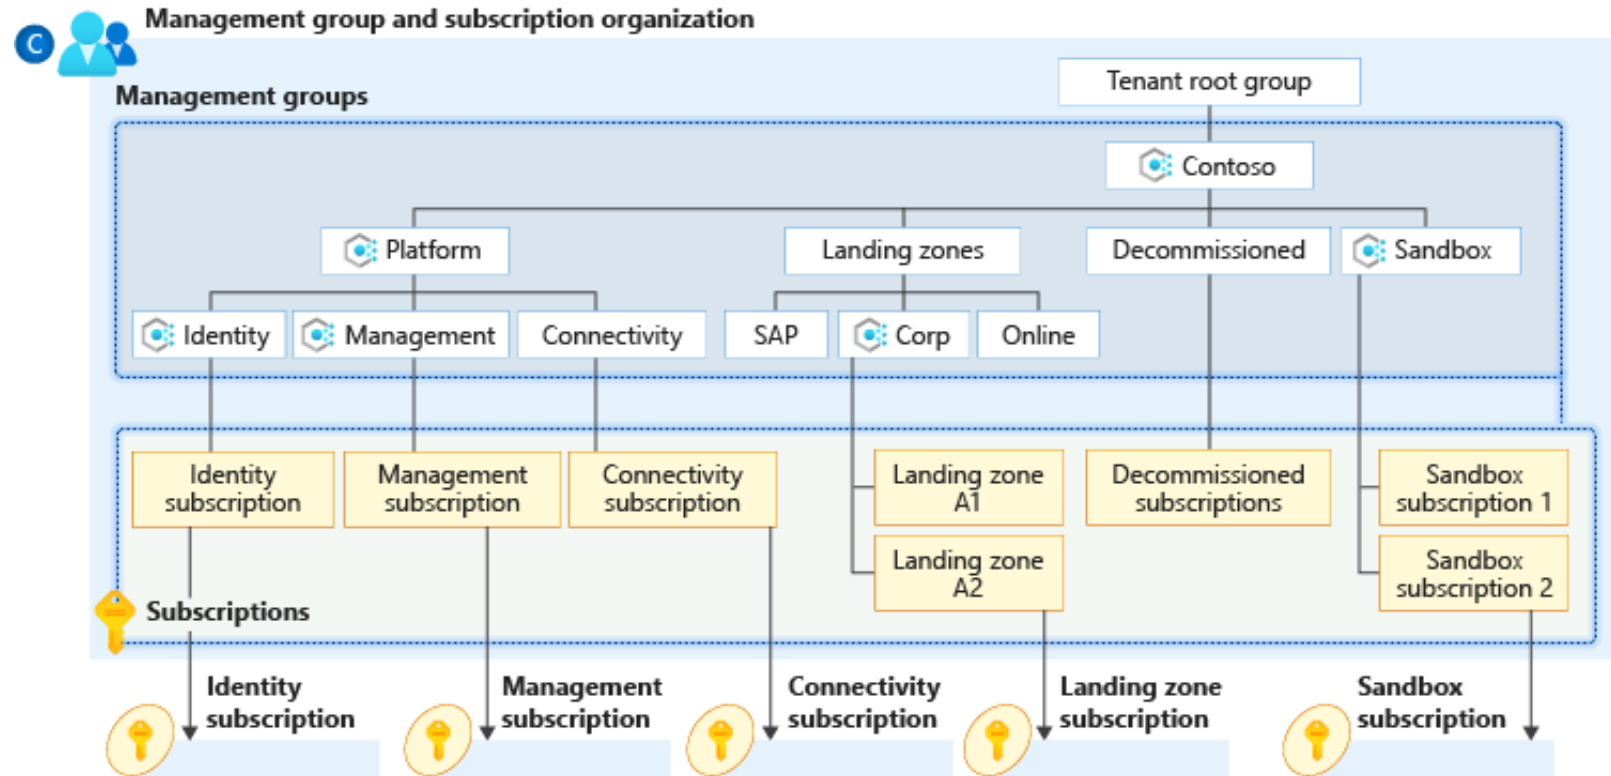 Management group and subscription organization
C
Management groups
Tenant root group
Contoso
Platform
Landing zones
Decommissioned
Sandbox
Identity
Management
Connectivity
SAP
Corp
Online
Identity
subscription
Management
subscription
Connectivity
subscription
Landing zone
A1
Decommissioned
subscriptions
Sandbox
subscription 1
Landing zone
A2
Sandbox
subscription 2
Subscriptions
Identity
subscription
Management
subscription
Connectivity
subscription
Landing zone
subscription
Sandbox
subscription